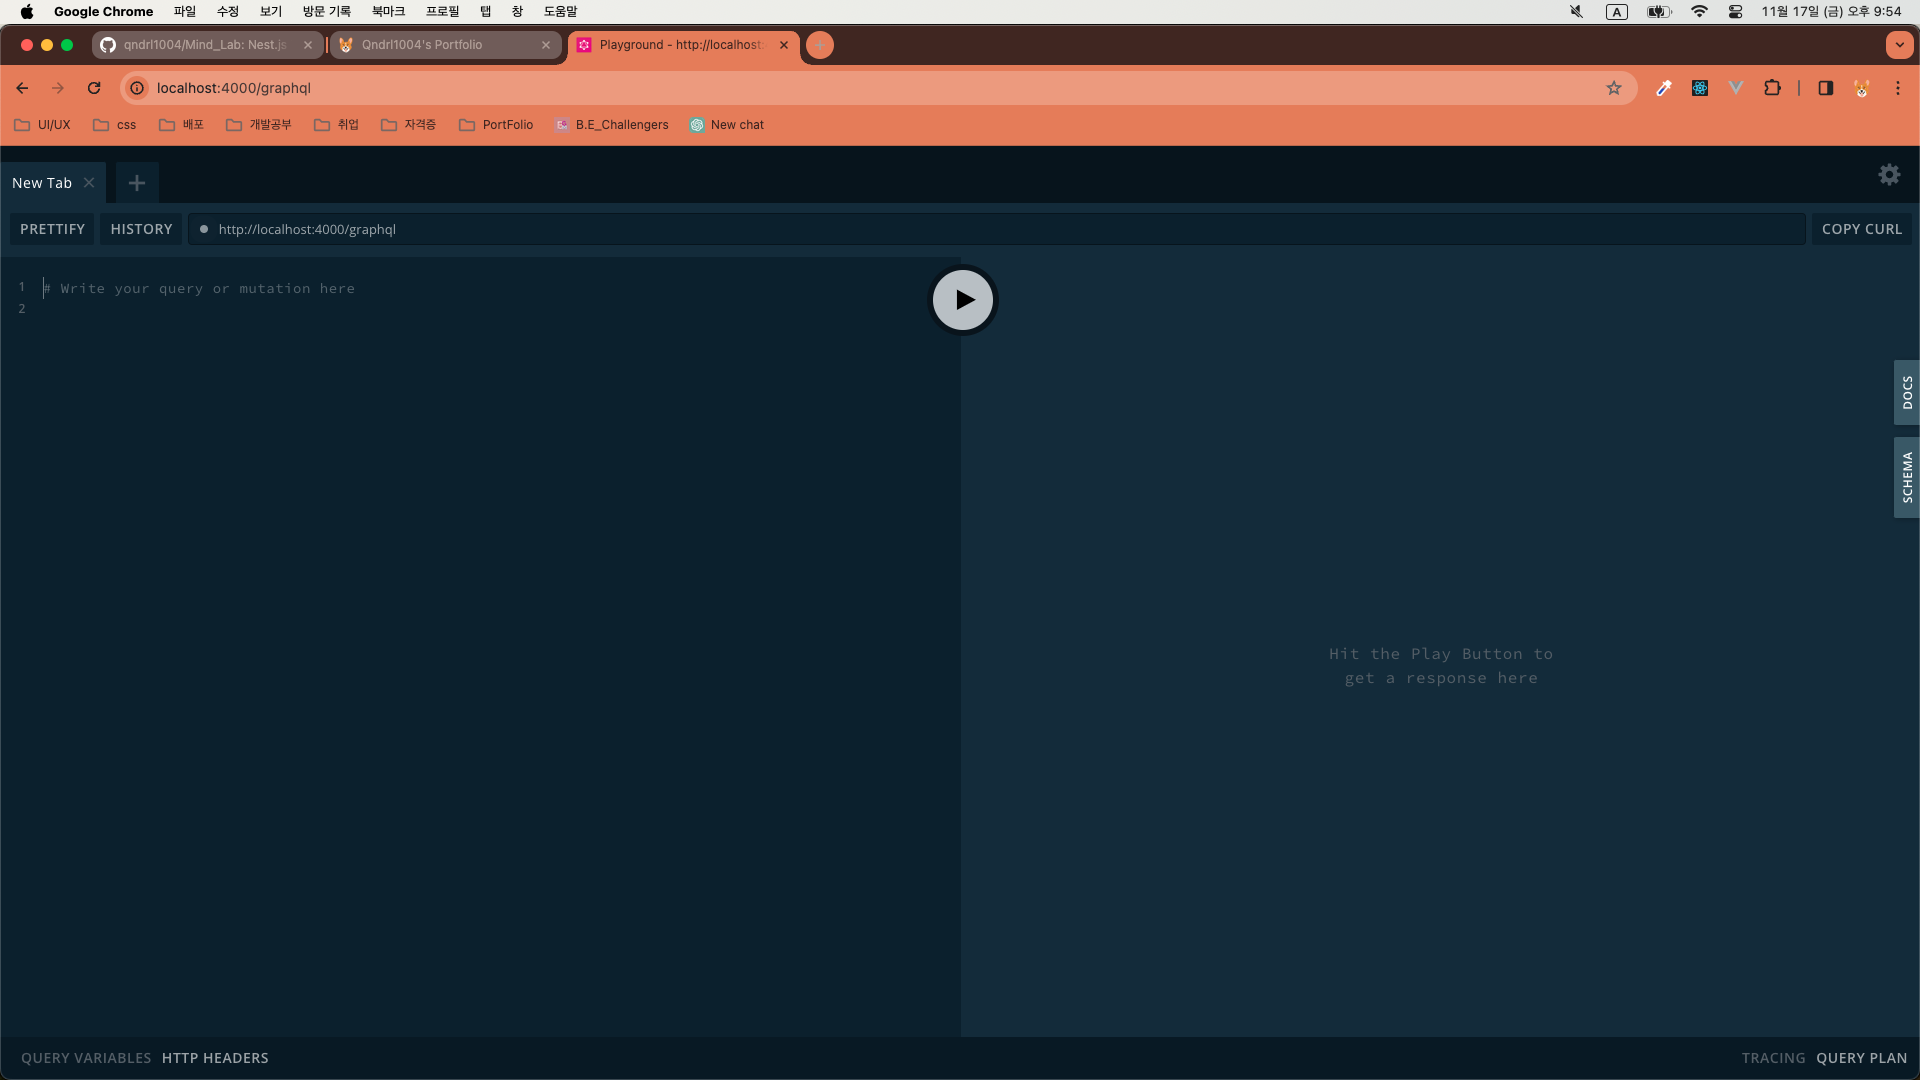 Google Chrome 파일 수정 보기 방문 기록 북마크 프로필 탭 창 도움말 A 11월 17일 (금) 오후 9:54
qndrl1004/Mind_Lab: Nest.js Qndrl1004's Portfolio Playground - http://localhost:
localhost:4000/graphql
UI/UX css 배포 개발공부 취업 자격증 PortFolio B.E_Challengers New chat
New Tab
PRETTIFY HISTORY http://localhost:4000/graphql COPY CURL
1 # Write your query or mutation here
2
DOCS
SCHEMA
Hit the Play Button to
get a response here
QUERY VARIABLES HTTP HEADERS TRACING QUERY PLAN